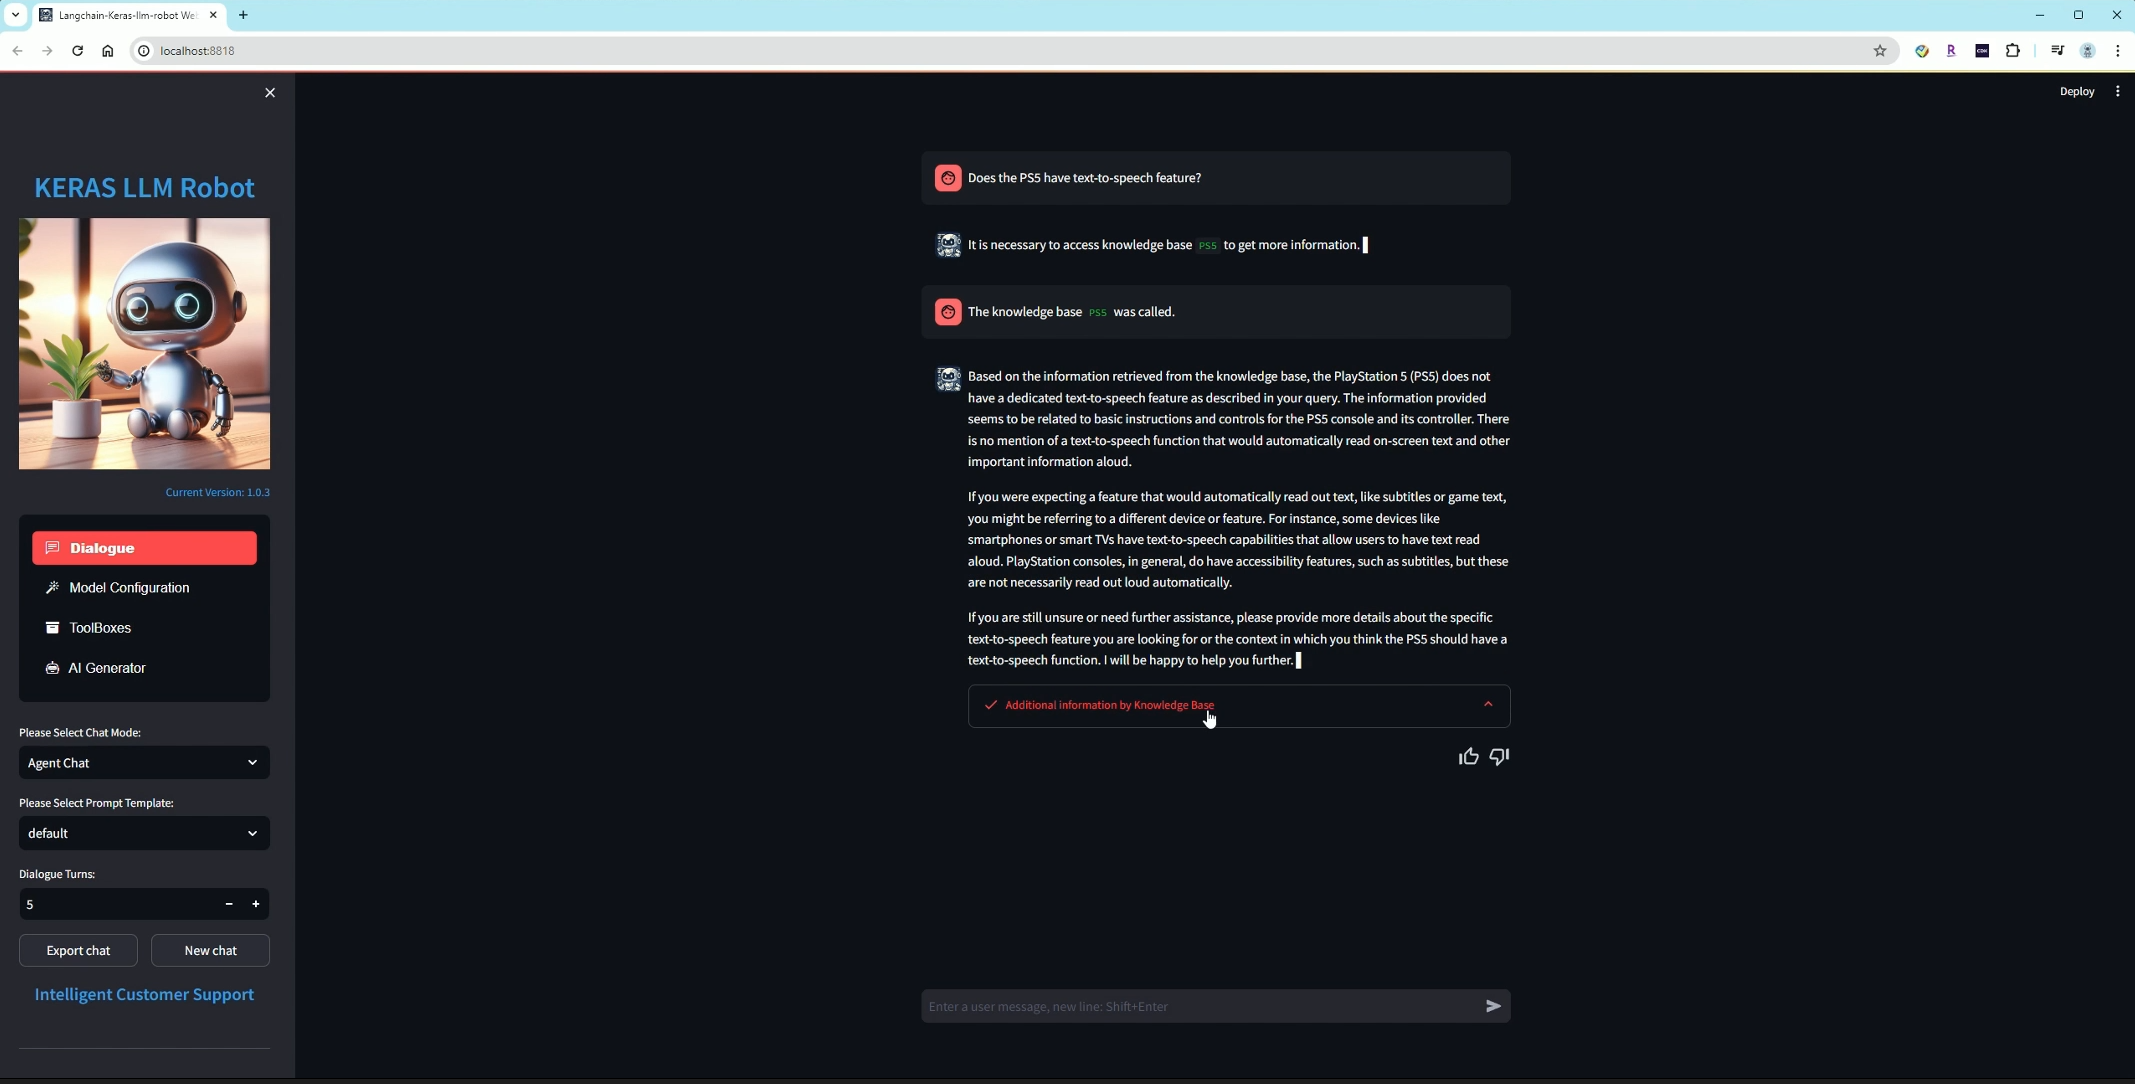 Langchain-Keras-llm-robot We
localhost:8818
Deploy
KERAS LLM Robot
Current Version: 1.0.3
Dialogue
Model Configuration
ToolBoxes
AI Generator
Please Select Chat Mode:
Agent Chat
Please Select Prompt Template:
default
Dialogue Turns:
5
Export chat
New chat
Intelligent Customer Support
Does the PS5 have text-to-speech feature?
It is necessary to access knowledge base PS5 to get more information.
The knowledge base PS5 was called.
Based on the information retrieved from the knowledge base, the PlayStation 5 (PS5) does not
have a dedicated text-to-speech feature as described in your query. The information provided
seems to be related to basic instructions and controls for the PS5 console and its controller. There
is no mention of a text-to-speech function that would automatically read on-screen text and other
important information aloud.
If you were expecting a feature that would automatically read out text, like subtitles or game text,
you might be referring to a different device or feature. For instance, some devices like
smartphones or smart TVs have text-to-speech capabilities that allow users to have text read
aloud. PlayStation consoles, in general, do have accessibility features, such as subtitles, but these
are not necessarily read out loud automatically.
If you are still unsure or need further assistance, please provide more details about the specific
text-to-speech feature you are looking for or the context in which you think the PS5 should have a
text-to-speech function. I will be happy to help you further.
Additional information by Knowledge Base
Enter a user message, new line: Shift+Enter